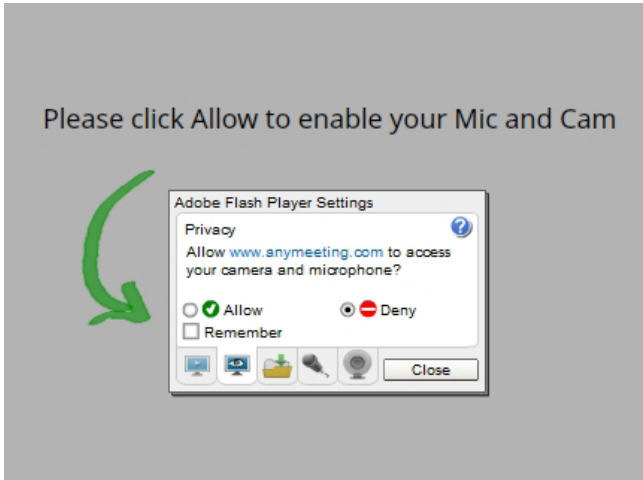 Please click Allow to enable your Mic and Cam
Adobe Flash Player Settings
Privacy
Allow www.anymeeting.com to access
your camera and microphone?
Allow Deny
Remember
Close